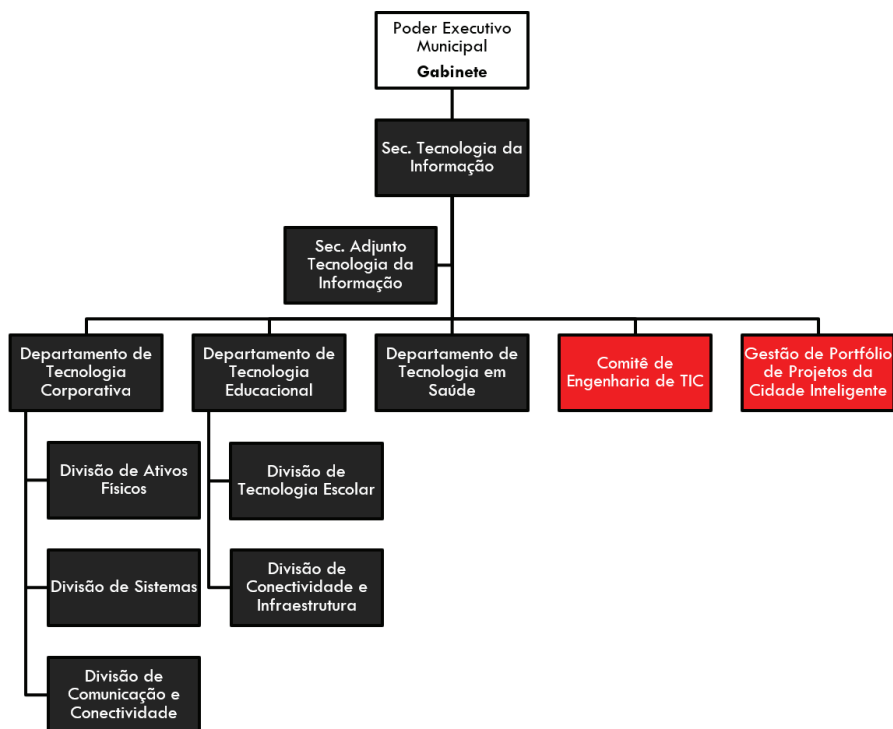 Poder Executivo
Municipal
Gabinete
Sec. Tecnologia da
Informação
Sec. Adjunto
Tecnologia da
Informação
Departamento de
Tecnologia
Corporativa
Departamento de
Tecnologia
Educacional
Departamento de
Tecnologia em
Saúde
Comitê de
Engenharia de TIC
Gestão de Portfólio
de Projetos da
Cidade Inteligente
Divisão de Ativos
Físicos
Divisão de
Tecnologia Escolar
Divisão de Sistemas
Divisão de
Conectividade e
Infraestrutura
Divisão de
Comunicação e
Conectividade